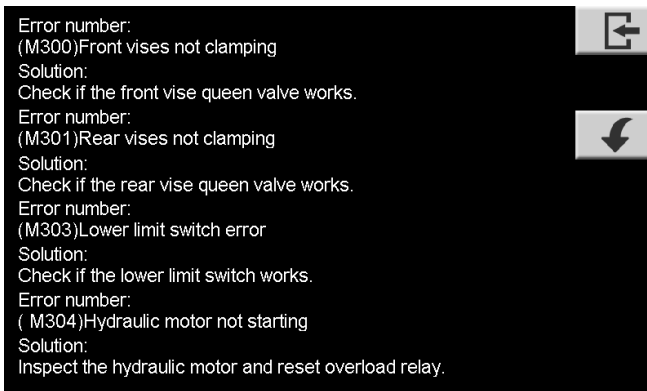 Error number:
(M300)Front vises not clamping
Solution:
Check if the front vise queen valve works.
Error number:
(M301)Rear vises not clamping
Solution:
Check if the rear vise queen valve works.
Error number:
(M303)Lower limit switch error
Solution:
Check if the lower limit switch works.
Error number:
( M304)Hydraulic motor not starting
Solution:
Inspect the hydraulic motor and reset overload relay.